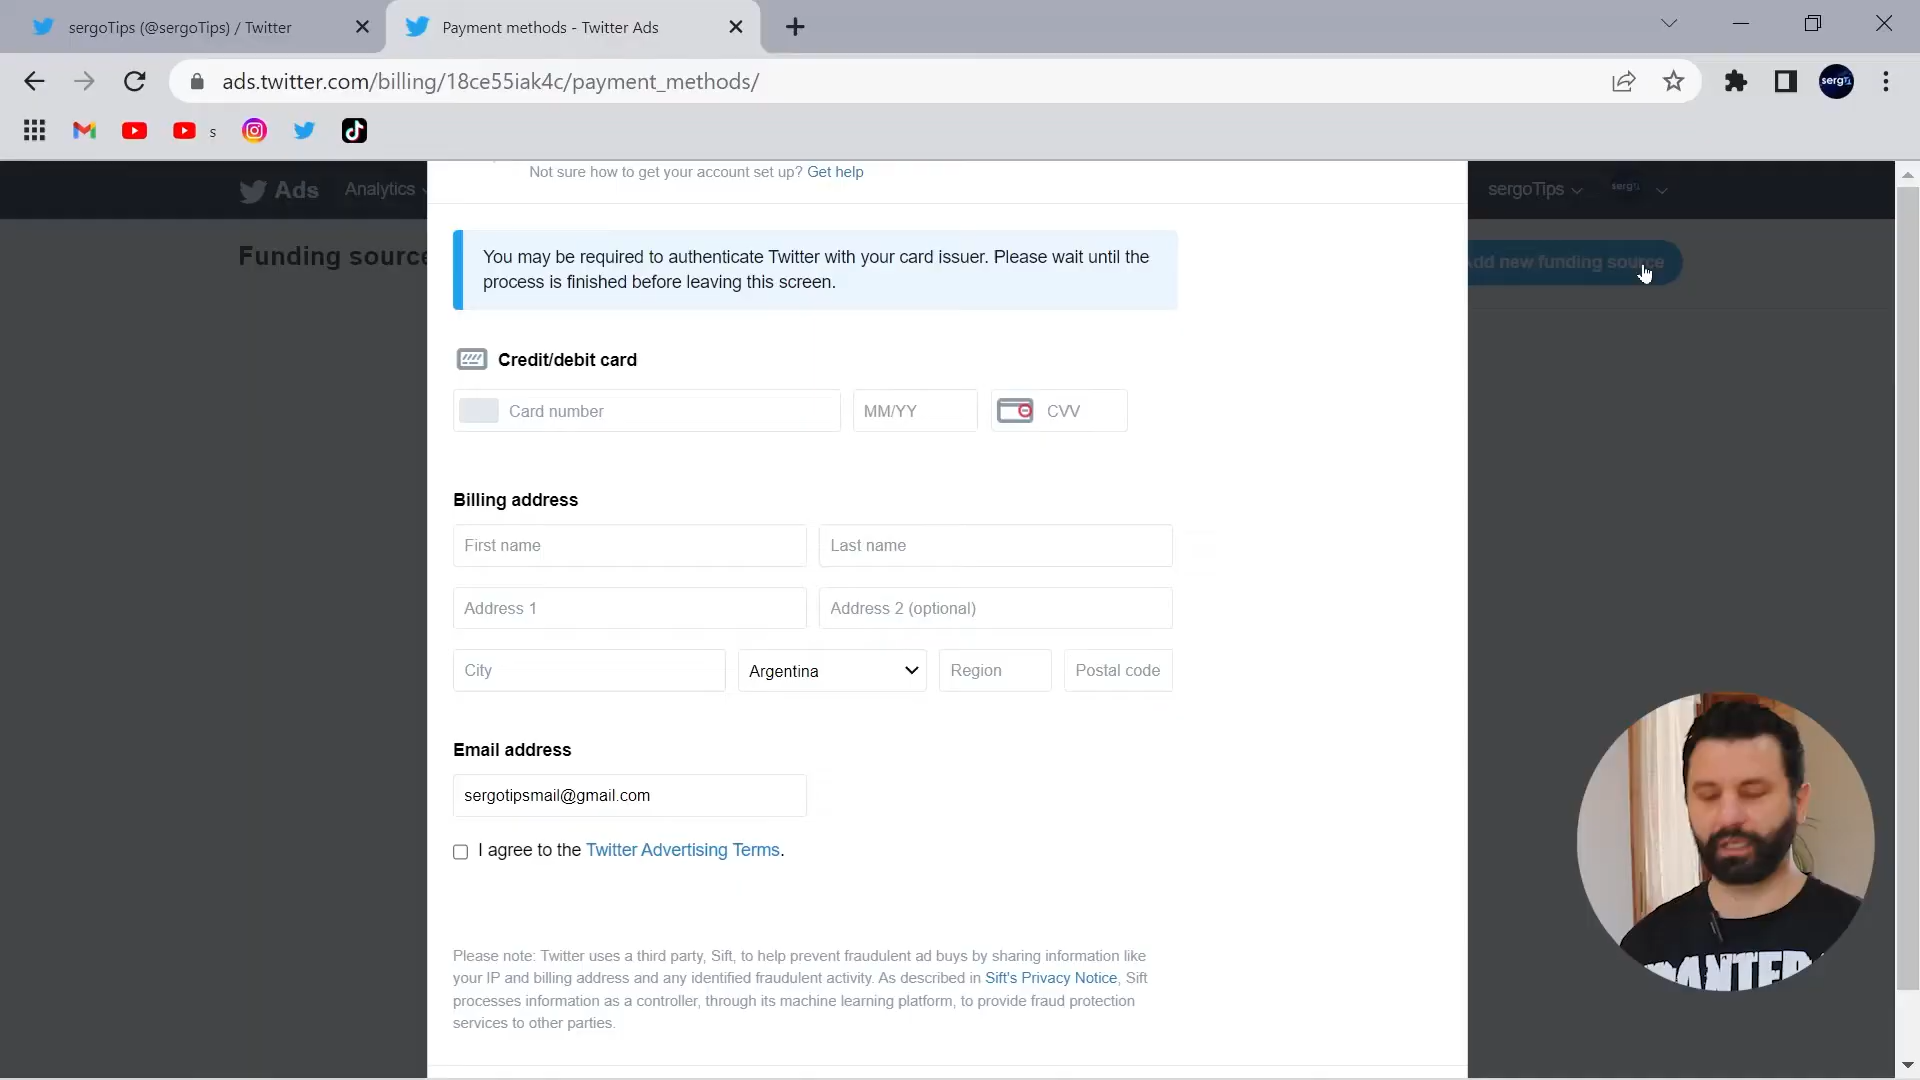 sergoTips (@sergoTips) / Twitter
Payment methods - Twitter Ads
ads.twitter.com/billing/18ce55iak4c/payment_methods/
s
Not sure how to get your account set up? Get help
Ads
Analytics
sergoTips
Funding source
dd new funding source
You may be required to authenticate Twitter with your card issuer. Please wait until the
process is finished before leaving this screen.
Credit/debit card
Card number
MM/YY
CVV
Billing address
First name
Last name
Address 1
Address 2 (optional)
City
Argentina
Region
Postal code
Email address
sergotipsmail@gmail.com
I agree to the Twitter Advertising Terms.
Please note: Twitter uses a third party, Sift, to help prevent fraudulent ad buys by sharing information like
your IP and billing address and any identified fraudulent activity. As described in Sift's Privacy Notice, Sift
processes information as a controller, through its machine learning platform, to provide fraud protection
services to other parties.